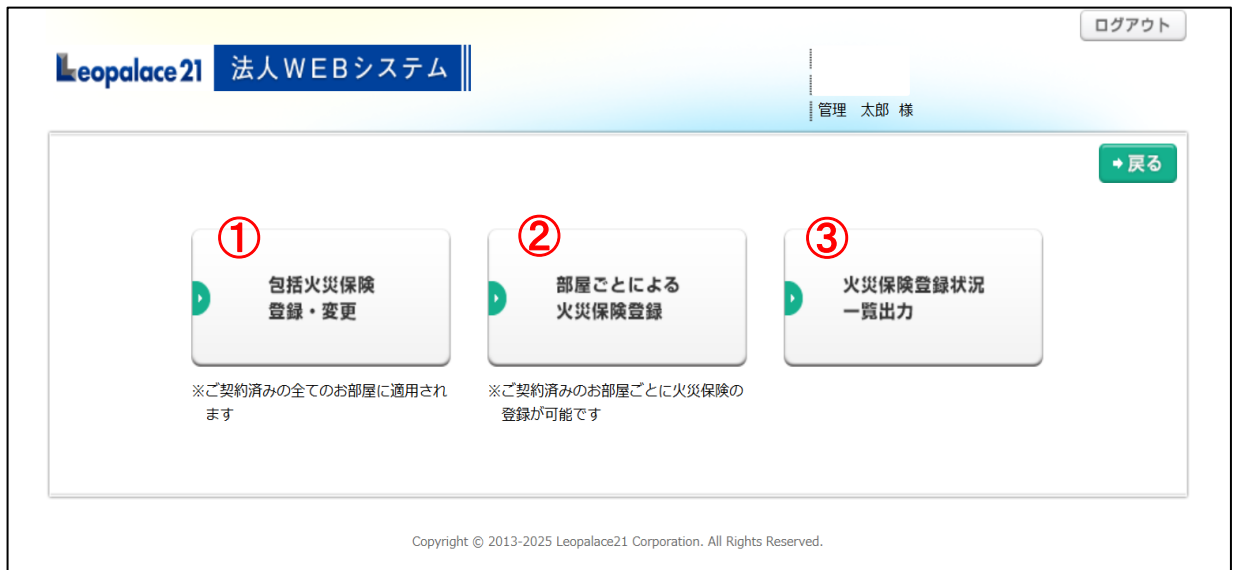 ログアウト
Leopalace21 法人WEBシステム
管理 太郎 様
戻る
① ② ③
包括火災保険
登録・変更
部屋ごとによる
火災保険登録
火災保険登録状況
一覧出力
※ご契約済みの全てのお部屋に適用され
ます
※ご契約済みのお部屋ごとに火災保険の
登録が可能です
Copyright © 2013-2025 Leopalace21 Corporation. All Rights Reserved.